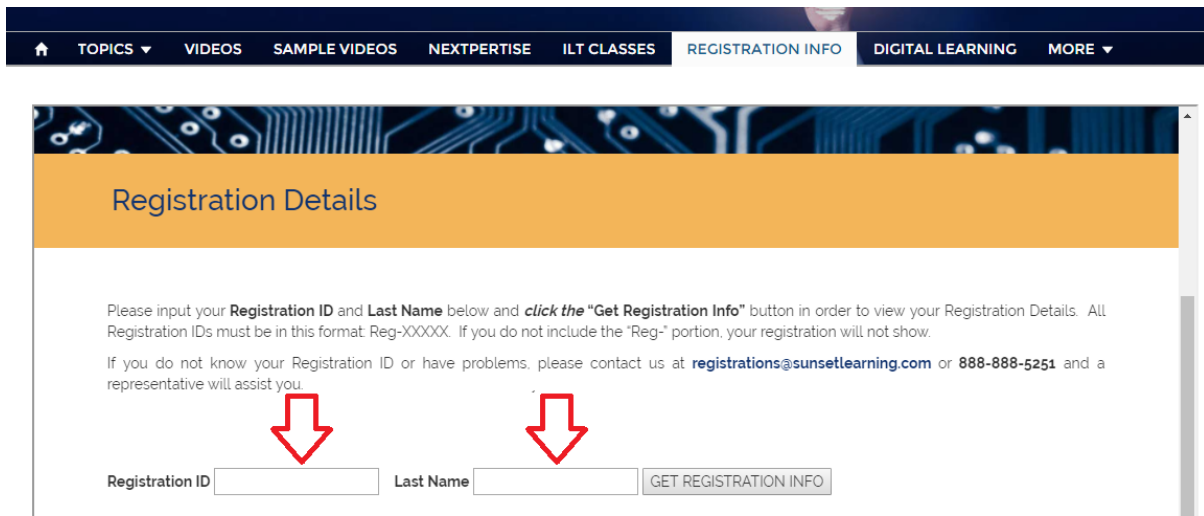 TOPICS ▼ VIDEOS SAMPLE VIDEOS NEXTPERTISE ILT CLASSES REGISTRATION INFO DIGITAL LEARNING MORE ▼
Registration Details
Please input your Registration ID and Last Name below and click the “Get Registration Info” button in order to view your Registration Details. All
Registration IDs must be in this format: Reg-XXXXX. If you do not include the “Reg-” portion, your registration will not show.
If you do not know your Registration ID or have problems, please contact us at registrations@sunsetlearning.com or 888-888-5251 and a
representative will assist you.
Registration ID Last Name GET REGISTRATION INFO